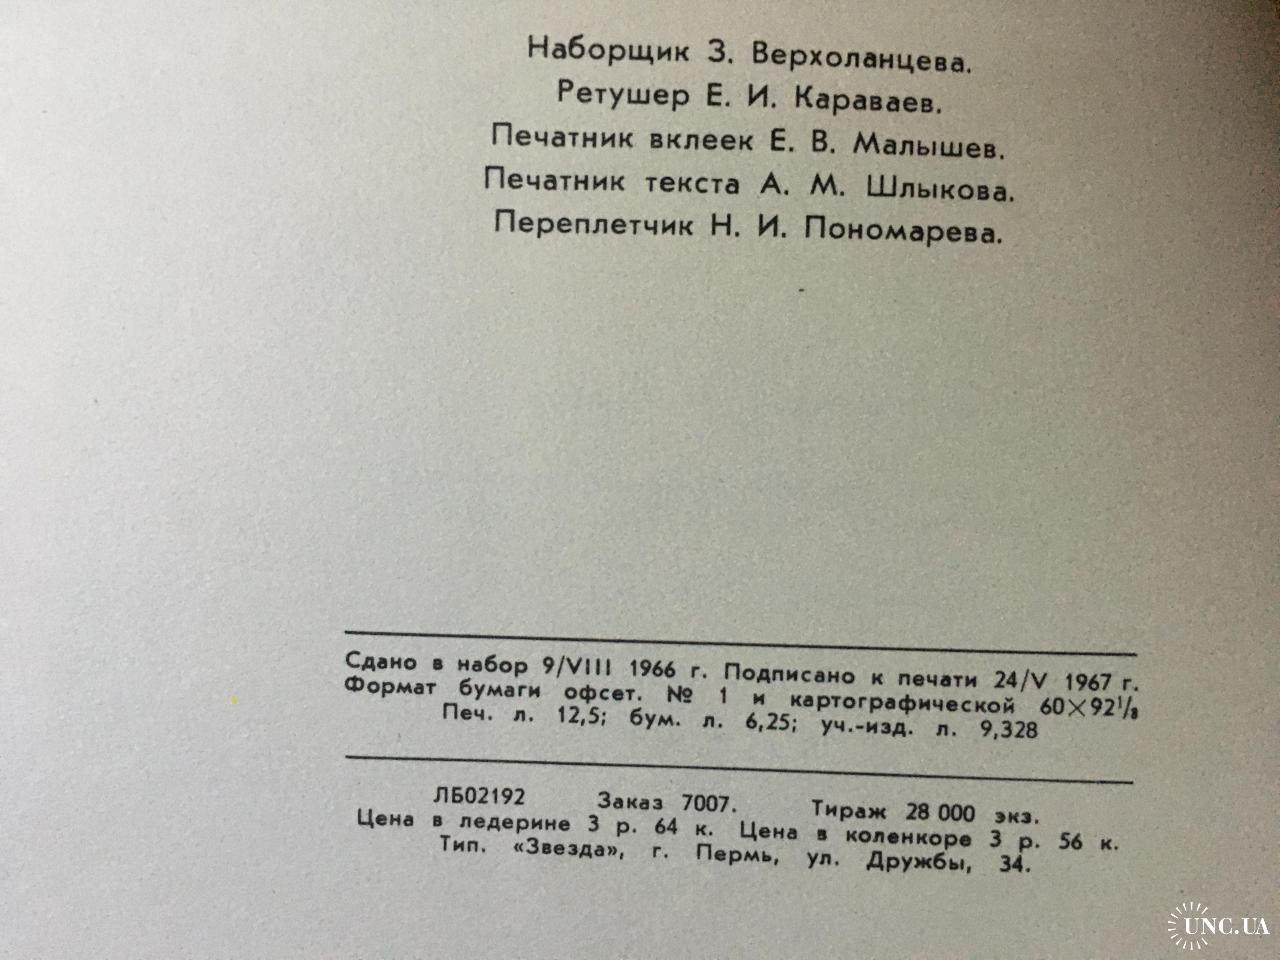 Наборщик З. Верхоланцева.
Ретушер Е. И. Караваев.
Печатник вклеек Е. В. Малышев.
Печатник текста А. М. Шлыкова.
Переплетчик Н. И. Пономарева.
Сдано в набор 9/VIII 1966 г. Подписано к печати 24/V 1967 г.
Формат бумаги офсет. № 1 и картографической 60×92¹/₈
Печ. л. 12,5; бум. л. 6,25; уч.-изд. л. 9,328
ЛБ02192 Заказ 7007. Тираж 28 000 экз.
Цена в ледерине 3 р. 64 к. Цена в коленкоре 3 р. 56 к.
Тип. «Звезда», г. Пермь, ул. Дружбы, 34.
UNC.UA